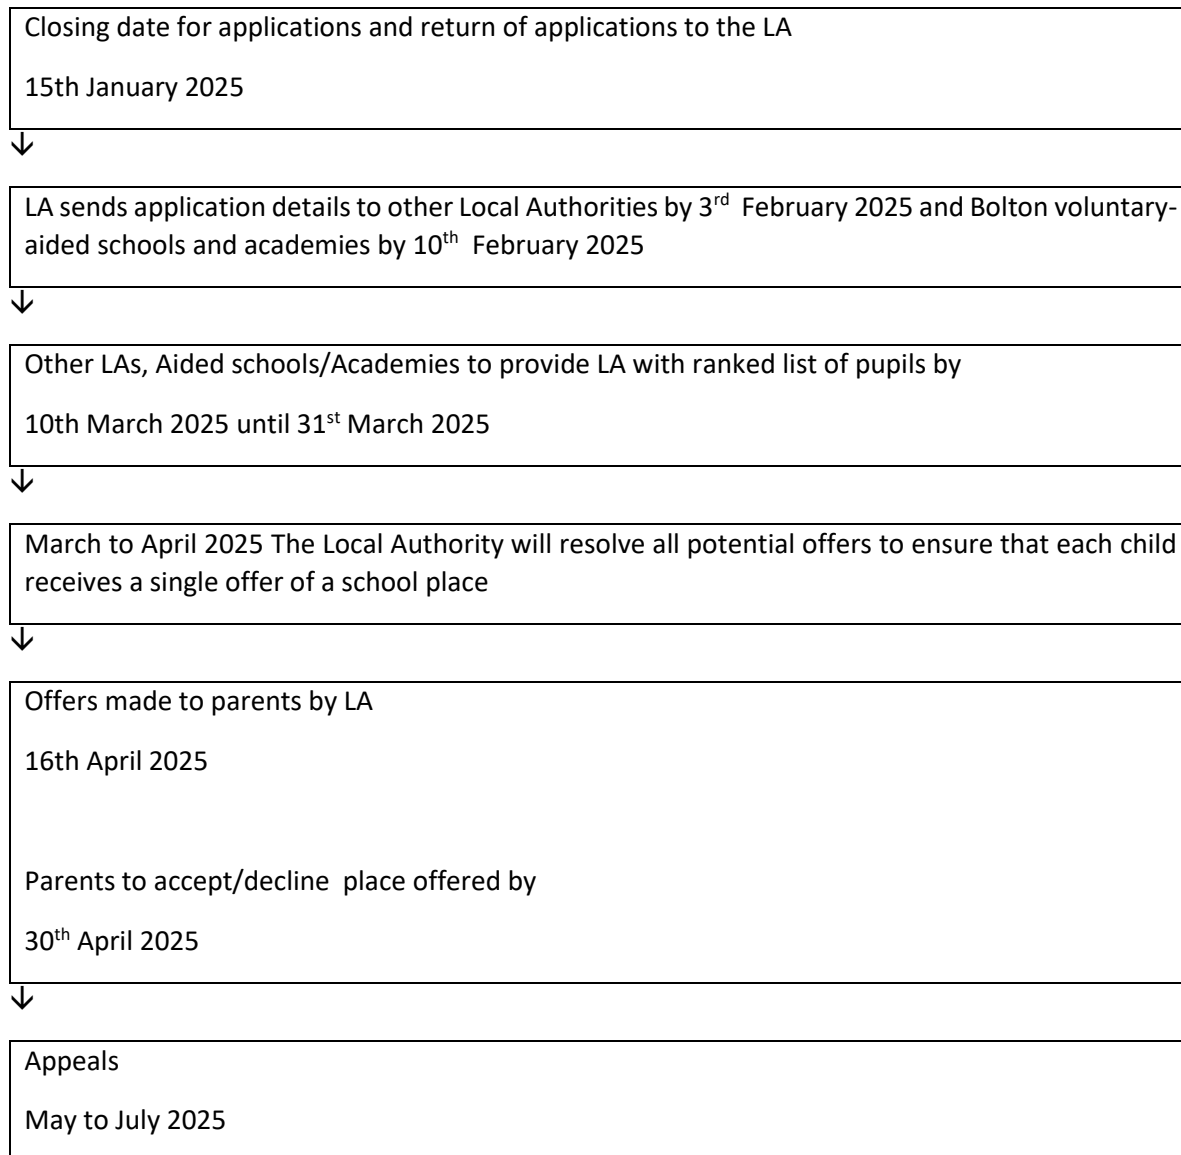 Closing date for applications and return of applications to the LA
15th January 2025
↓
LA sends application details to other Local Authorities by 3rd February 2025 and Bolton voluntary-
aided schools and academies by 10th February 2025
↓
Other LAs, Aided schools/Academies to provide LA with ranked list of pupils by
10th March 2025 until 31st March 2025
↓
March to April 2025 The Local Authority will resolve all potential offers to ensure that each child
receives a single offer of a school place
↓
Offers made to parents by LA
16th April 2025
Parents to accept/decline place offered by
30th April 2025
↓
Appeals
May to July 2025